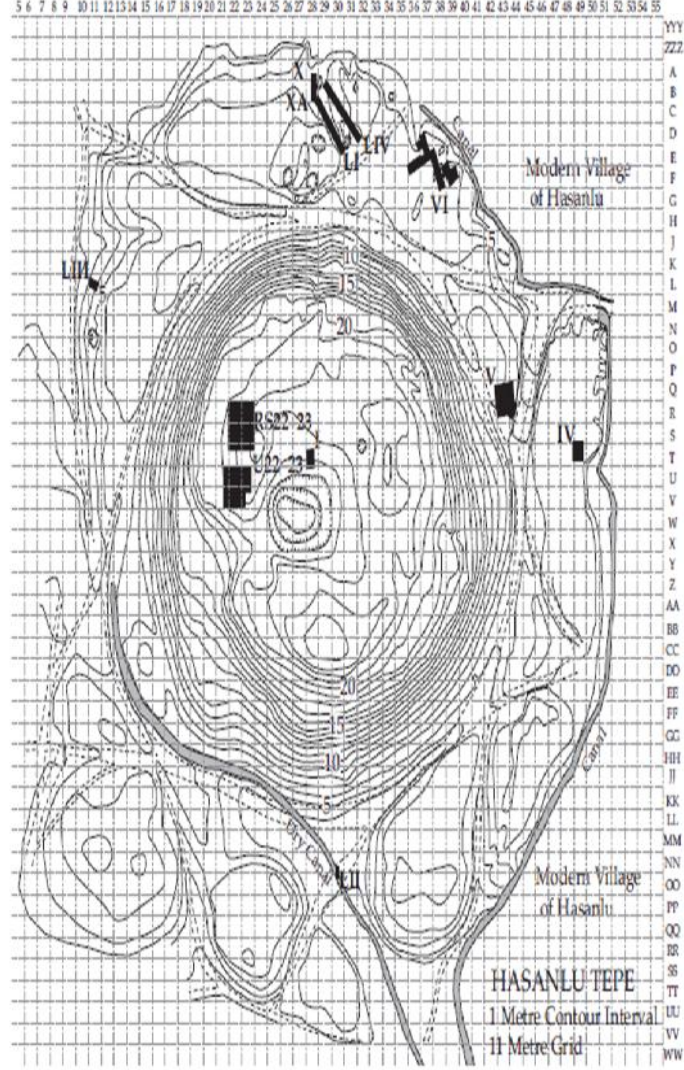 5 6 7 8 9 10 11 12 13 14 15 16 17 18 19 20 21 22 23 24 25 26 27 28 29 30 31 32 33 34 35 36 37 38 39 40 41 42 43 44 45 46 47 48 49 50 51 52 53 54 55
YYY
ZZZ
A
X
B
XA
C
D
LIV
Canal
E
LI
Modern Village
F
of Hasanlu
VI
G
H
5
J
10
K
LIII
L
15
M
20
N
O
P
V
Q
R
RS22-23
S
I
IV
T
U22-23
U
V
W
X
Y
Z
AA
BB
CC
DD
20
EE
FF
15
GG
10
HH
JJ
5
KK
LL
Dry Canal
Canal
MM
NN
LII
Modern Village
OO
of Hasanlu
PP
QQ
RR
SS
HASANLU TEPE
TT
1 Metre Contour Interval
UU
11 Metre Grid
VV
WW